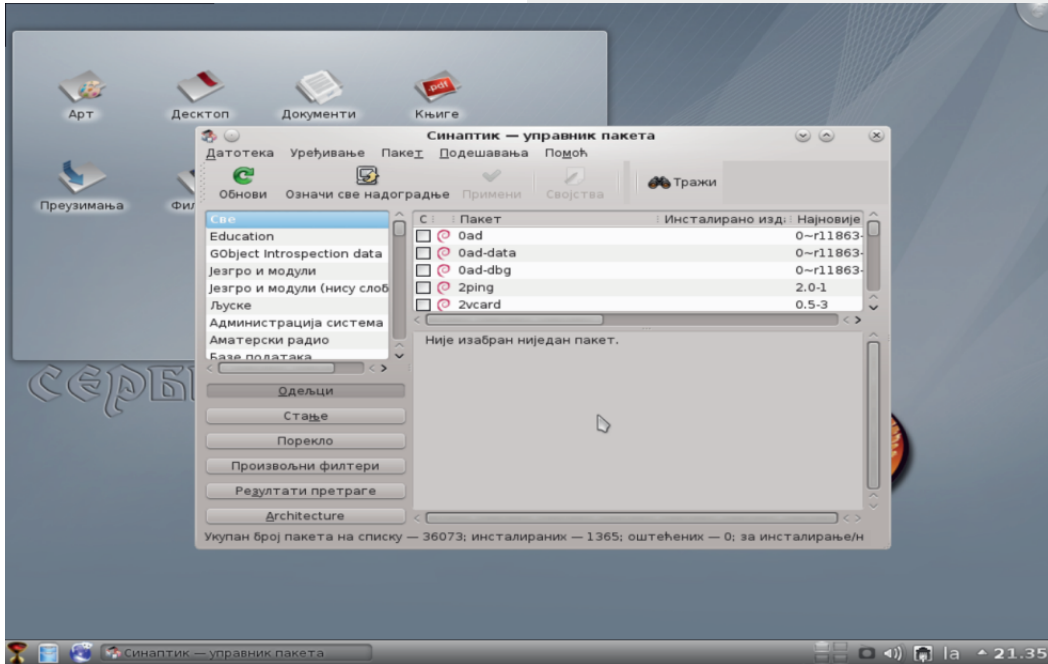 Арт
Десктоп
Документи
Књиге
Преузимања
Синаптик — управник пакета
Датотека Уређивање Пакет Подешавања Помоћ
Обнови Означи све надоградње Примени Својства Тражи
Све
Education
GObject Introspection data
Језгро и модули
Језгро и модули (нису слоб
Љуске
Администрација система
Аматерски радио
Базе података
С Пакет Инсталирано изд Најновије
0ad 0~r11863-
0ad-data 0~r11863-
0ad-dbg 0~r11863-
2ping 2.0-1
2vcard 0.5-3
Није изабран ниједан пакет.
Одељци
Стање
Порекло
Произвољни филтери
Резултати претраге
Architecture
Укупан број пакета на списку — 36073; инсталираних — 1365; оштећених — 0; за инсталирање/н
Синаптик — управник пакета
la 21.35